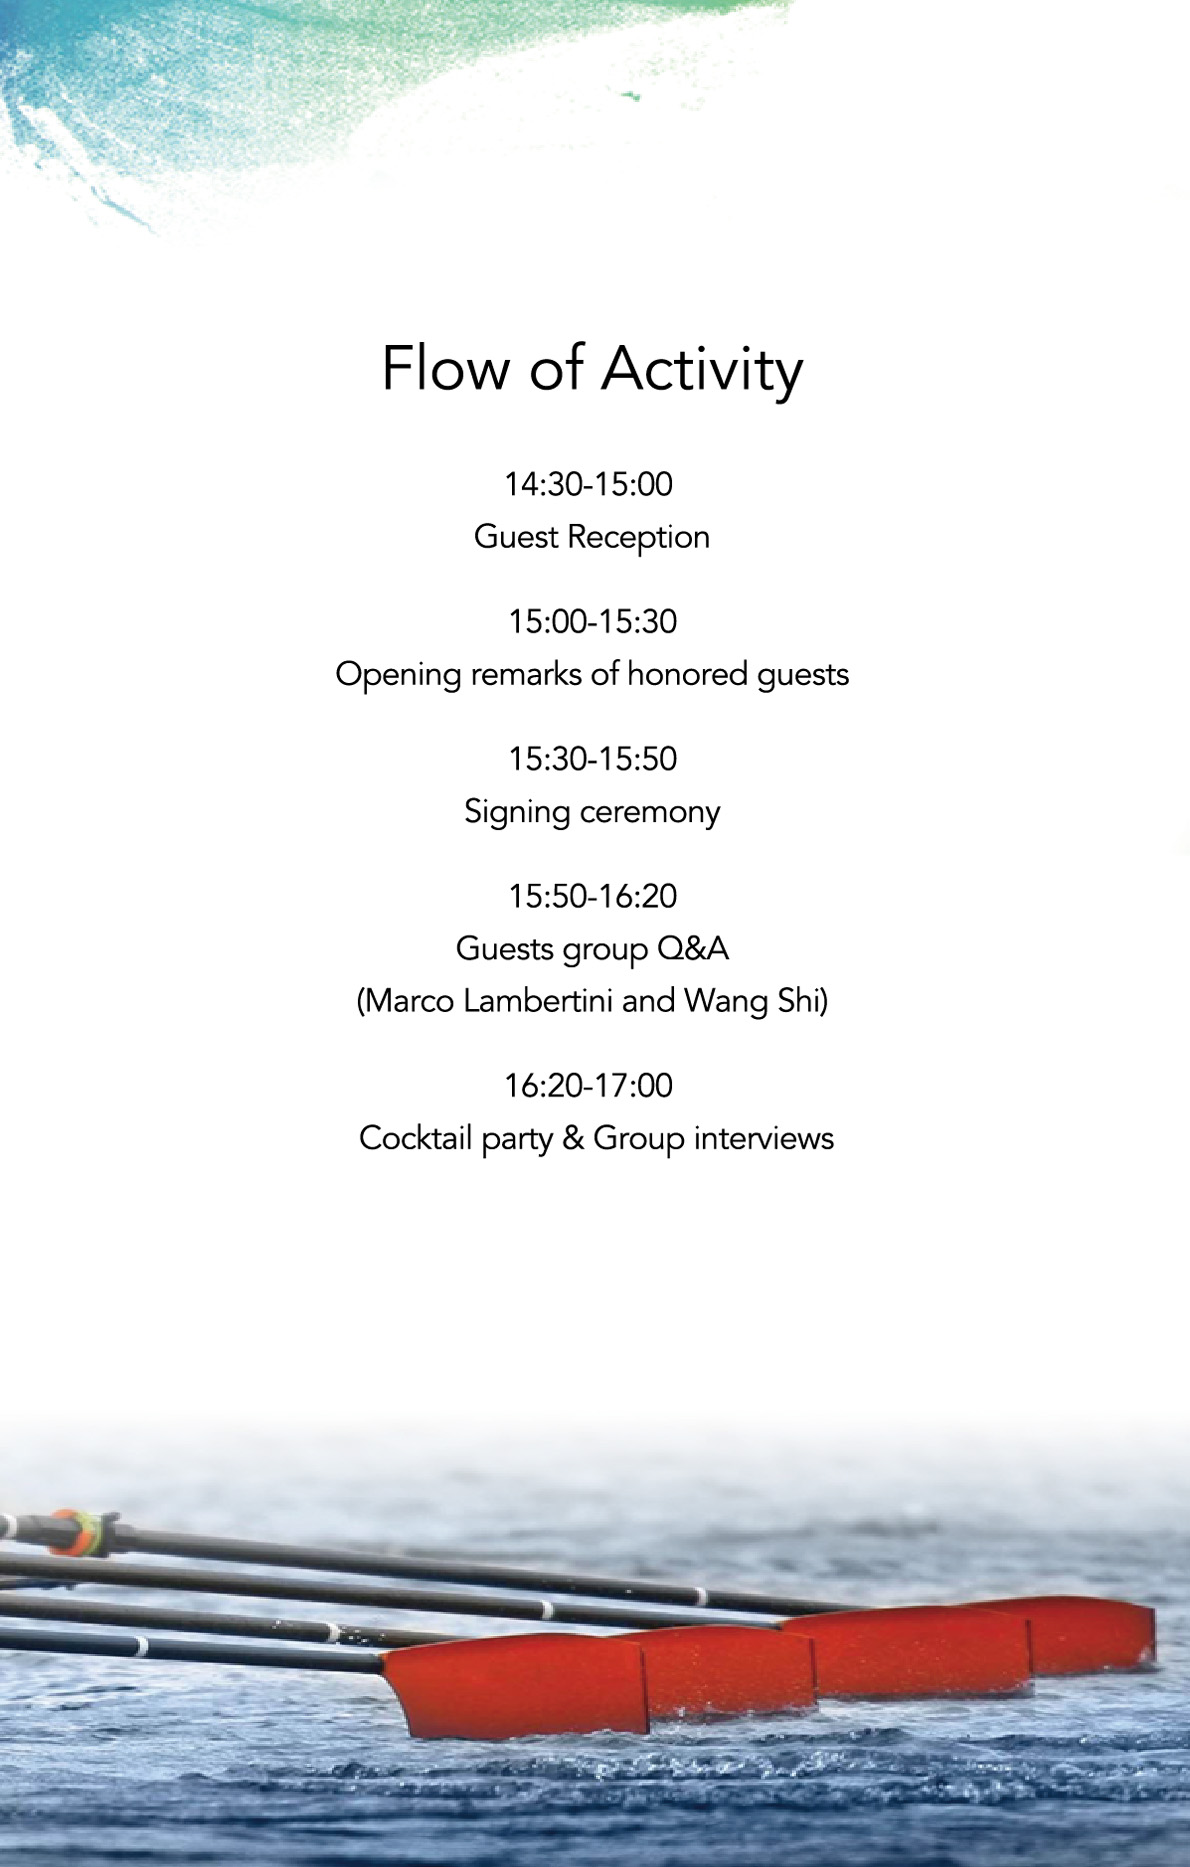 Flow of Activity
14:30-15:00
Guest Reception
15:00-15:30
Opening remarks of honored guests
15:30-15:50
Signing ceremony
15:50-16:20
Guests group Q&A
(Marco Lambertini and Wang Shi)
16:20-17:00
Cocktail party & Group interviews